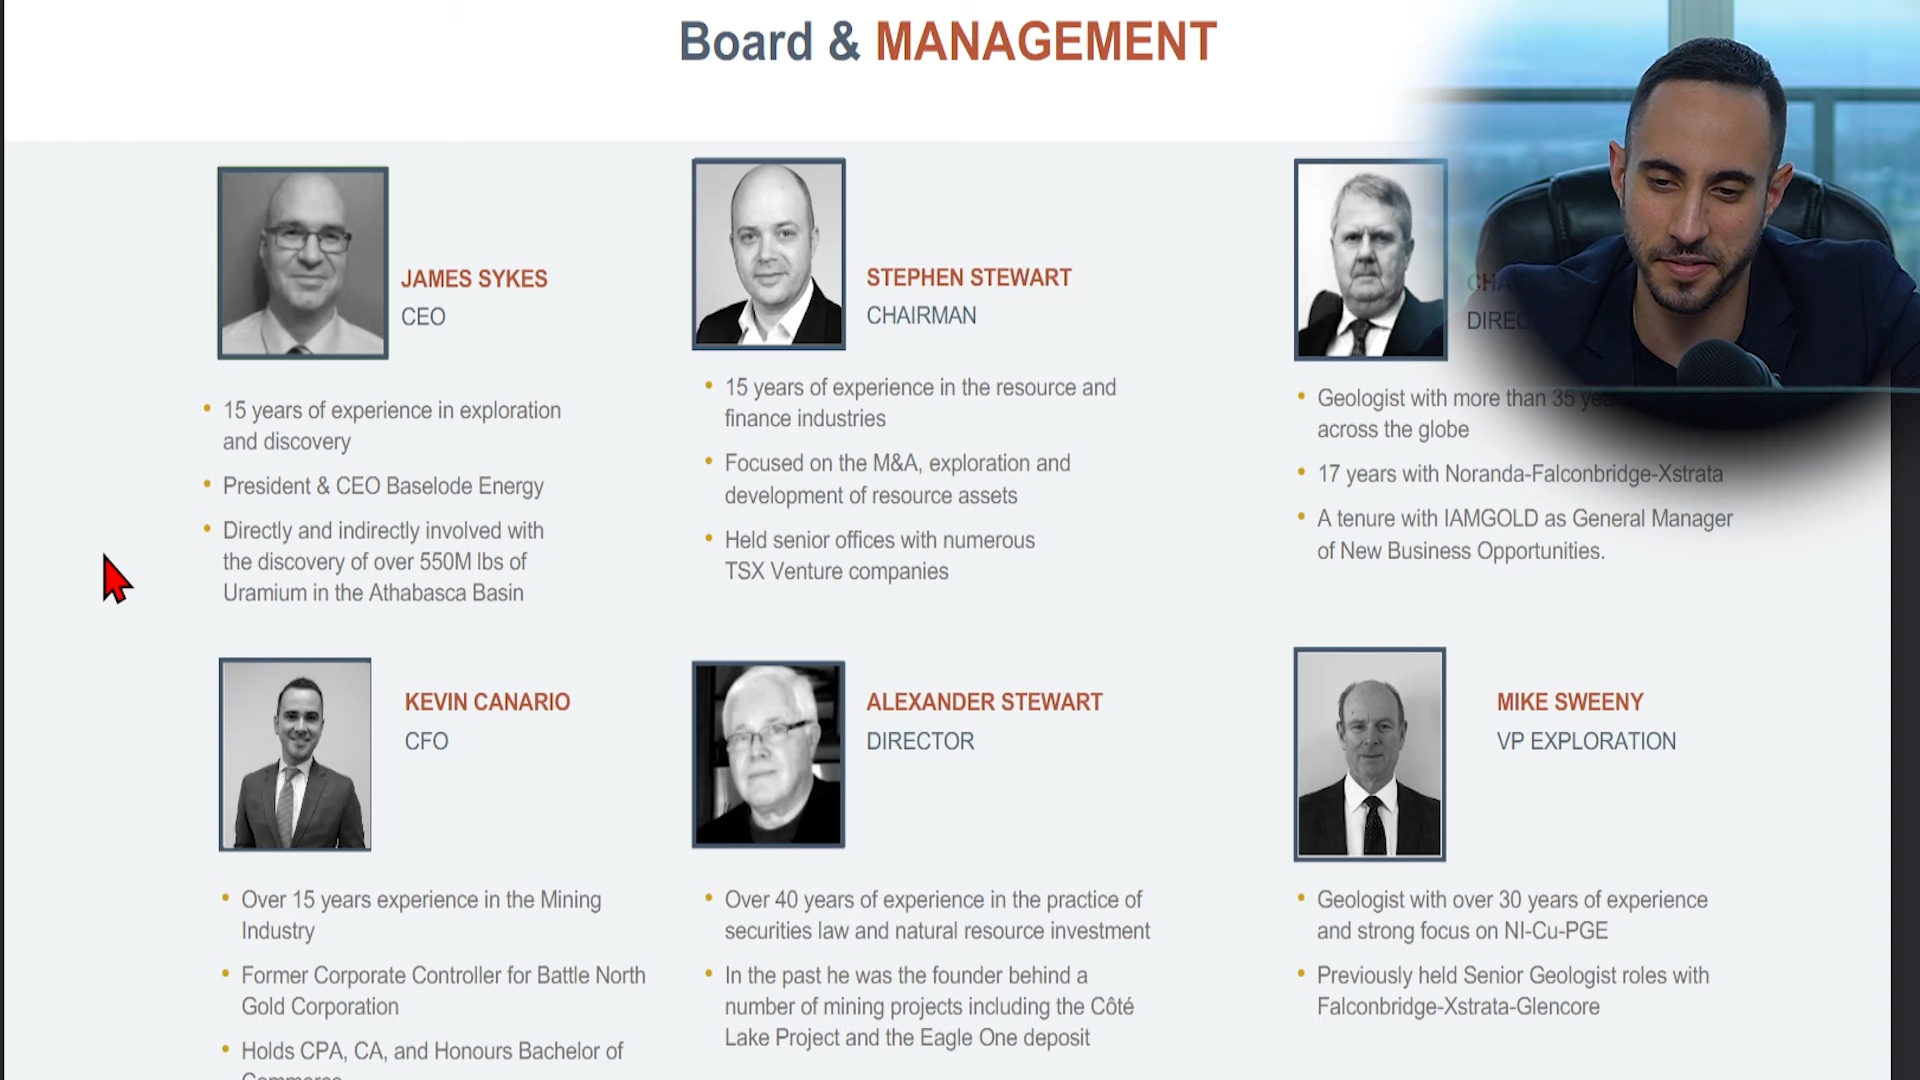 Board & MANAGEMENT
JAMES SYKES
CEO
15 years of experience in exploration
and discovery
President & CEO Baselode Energy
Directly and indirectly involved with
the discovery of over 550M lbs of
Uramium in the Athabasca Basin
STEPHEN STEWART
CHAIRMAN
15 years of experience in the resource and
finance industries
Focused on the M&A, exploration and
development of resource assets
Held senior offices with numerous
TSX Venture companies
Geologist with more than 35
across the globe
17 years with Noranda-Falconbridge-Xstrata
A tenure with IAMGOLD as General Manager
of New Business Opportunities.
KEVIN CANARIO
CFO
Over 15 years experience in the Mining
Industry
Former Corporate Controller for Battle North
Gold Corporation
Holds CPA, CA, and Honours Bachelor of
ALEXANDER STEWART
DIRECTOR
Over 40 years of experience in the practice of
securities law and natural resource investment
In the past he was the founder behind a
number of mining projects including the Côté
Lake Project and the Eagle One deposit
MIKE SWEENY
VP EXPLORATION
Geologist with over 30 years of experience
and strong focus on NI-Cu-PGE
Previously held Senior Geologist roles with
Falconbridge-Xstrata-Glencore